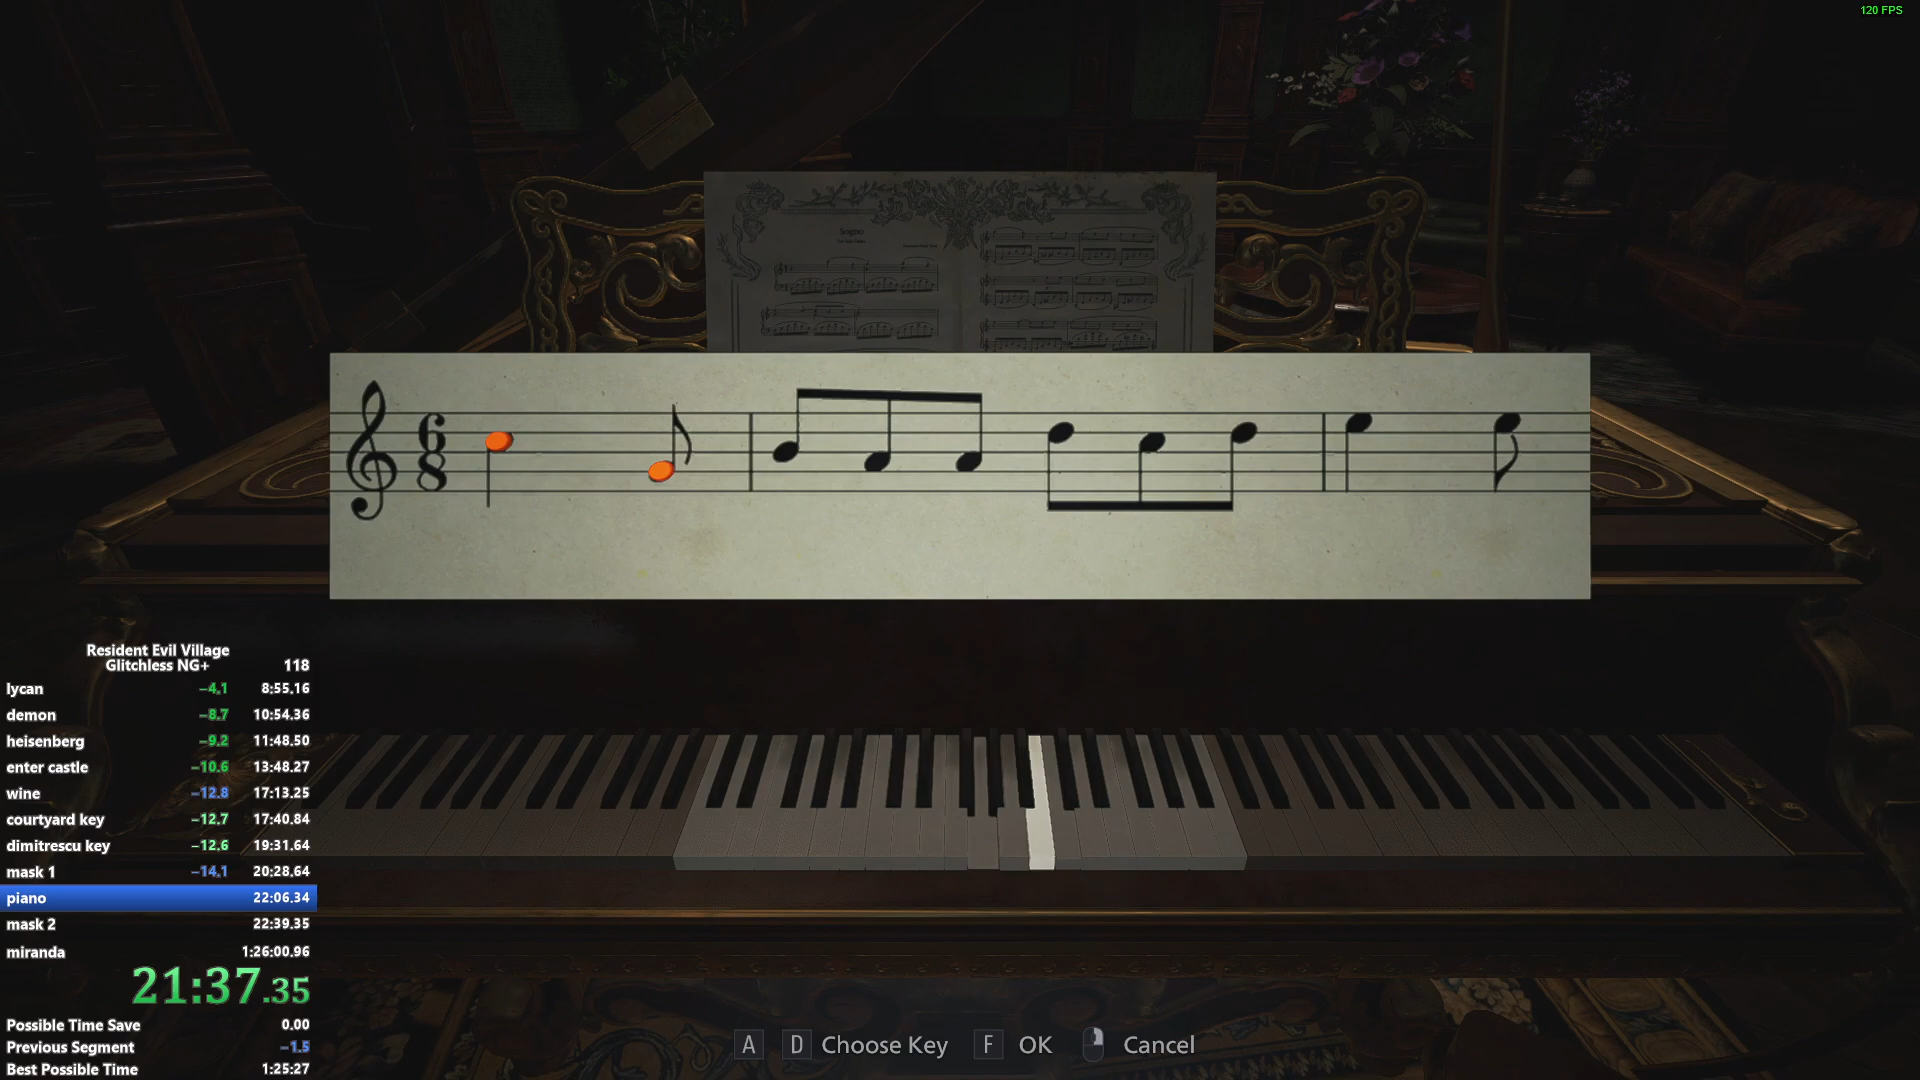 120 FPS
Sogno
6
8
Resident Evil Village
Glitchless NG+ 118
lycan −4.1 8:55.16
demon −8.7 10:54.36
heisenberg −9.2 11:48.50
enter castle −10.6 13:48.27
wine −12.8 17:13.25
courtyard key −12.7 17:40.84
dimitrescu key −12.6 19:31.64
mask 1 −14.1 20:28.64
piano 22:06.34
mask 2 22:39.35
miranda 1:26:00.96
21:37.35
Possible Time Save 0.00
Previous Segment −1.5
Best Possible Time 1:25:27
A D Choose Key F OK Cancel